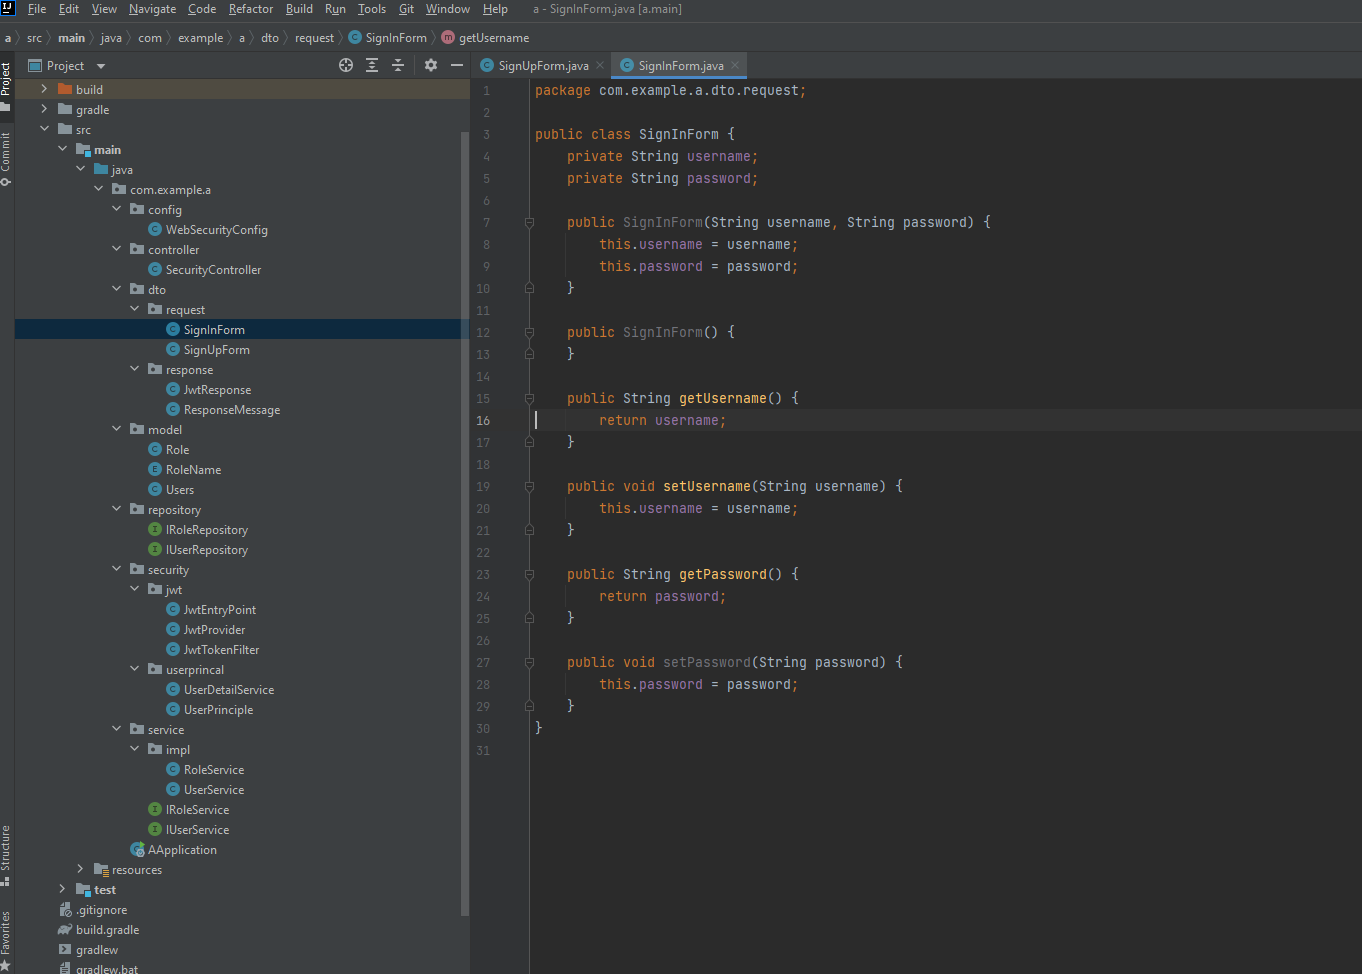 IJ File Edit View Navigate Code Refactor Build Run Tools Git Window Help a - SignInForm.java [a.main]
a src main java com example a dto request SignInForm getUsername
Project
SignUpForm.java SignInForm.java
Project
Commit
Structure
Favorites
build
gradle
src
main
java
com.example.a
config
WebSecurityConfig
controller
SecurityController
dto
request
SignInForm
SignUpForm
response
JwtResponse
ResponseMessage
model
Role
RoleName
Users
repository
IRoleRepository
IUserRepository
security
jwt
JwtEntryPoint
JwtProvider
JwtTokenFilter
userprincal
UserDetailService
UserPrinciple
service
impl
RoleService
UserService
IRoleService
IUserService
AApplication
resources
test
.gitignore
build.gradle
gradlew
gradlew.bat
1 package com.example.a.dto.request;
2
3 public class SignInForm {
4 private String username;
5 private String password;
6
7 public SignInForm(String username, String password) {
8 this.username = username;
9 this.password = password;
10 }
11
12 public SignInForm() {
13 }
14
15 public String getUsername() {
16 return username;
17 }
18
19 public void setUsername(String username) {
20 this.username = username;
21 }
22
23 public String getPassword() {
24 return password;
25 }
26
27 public void setPassword(String password) {
28 this.password = password;
29 }
30 }
31